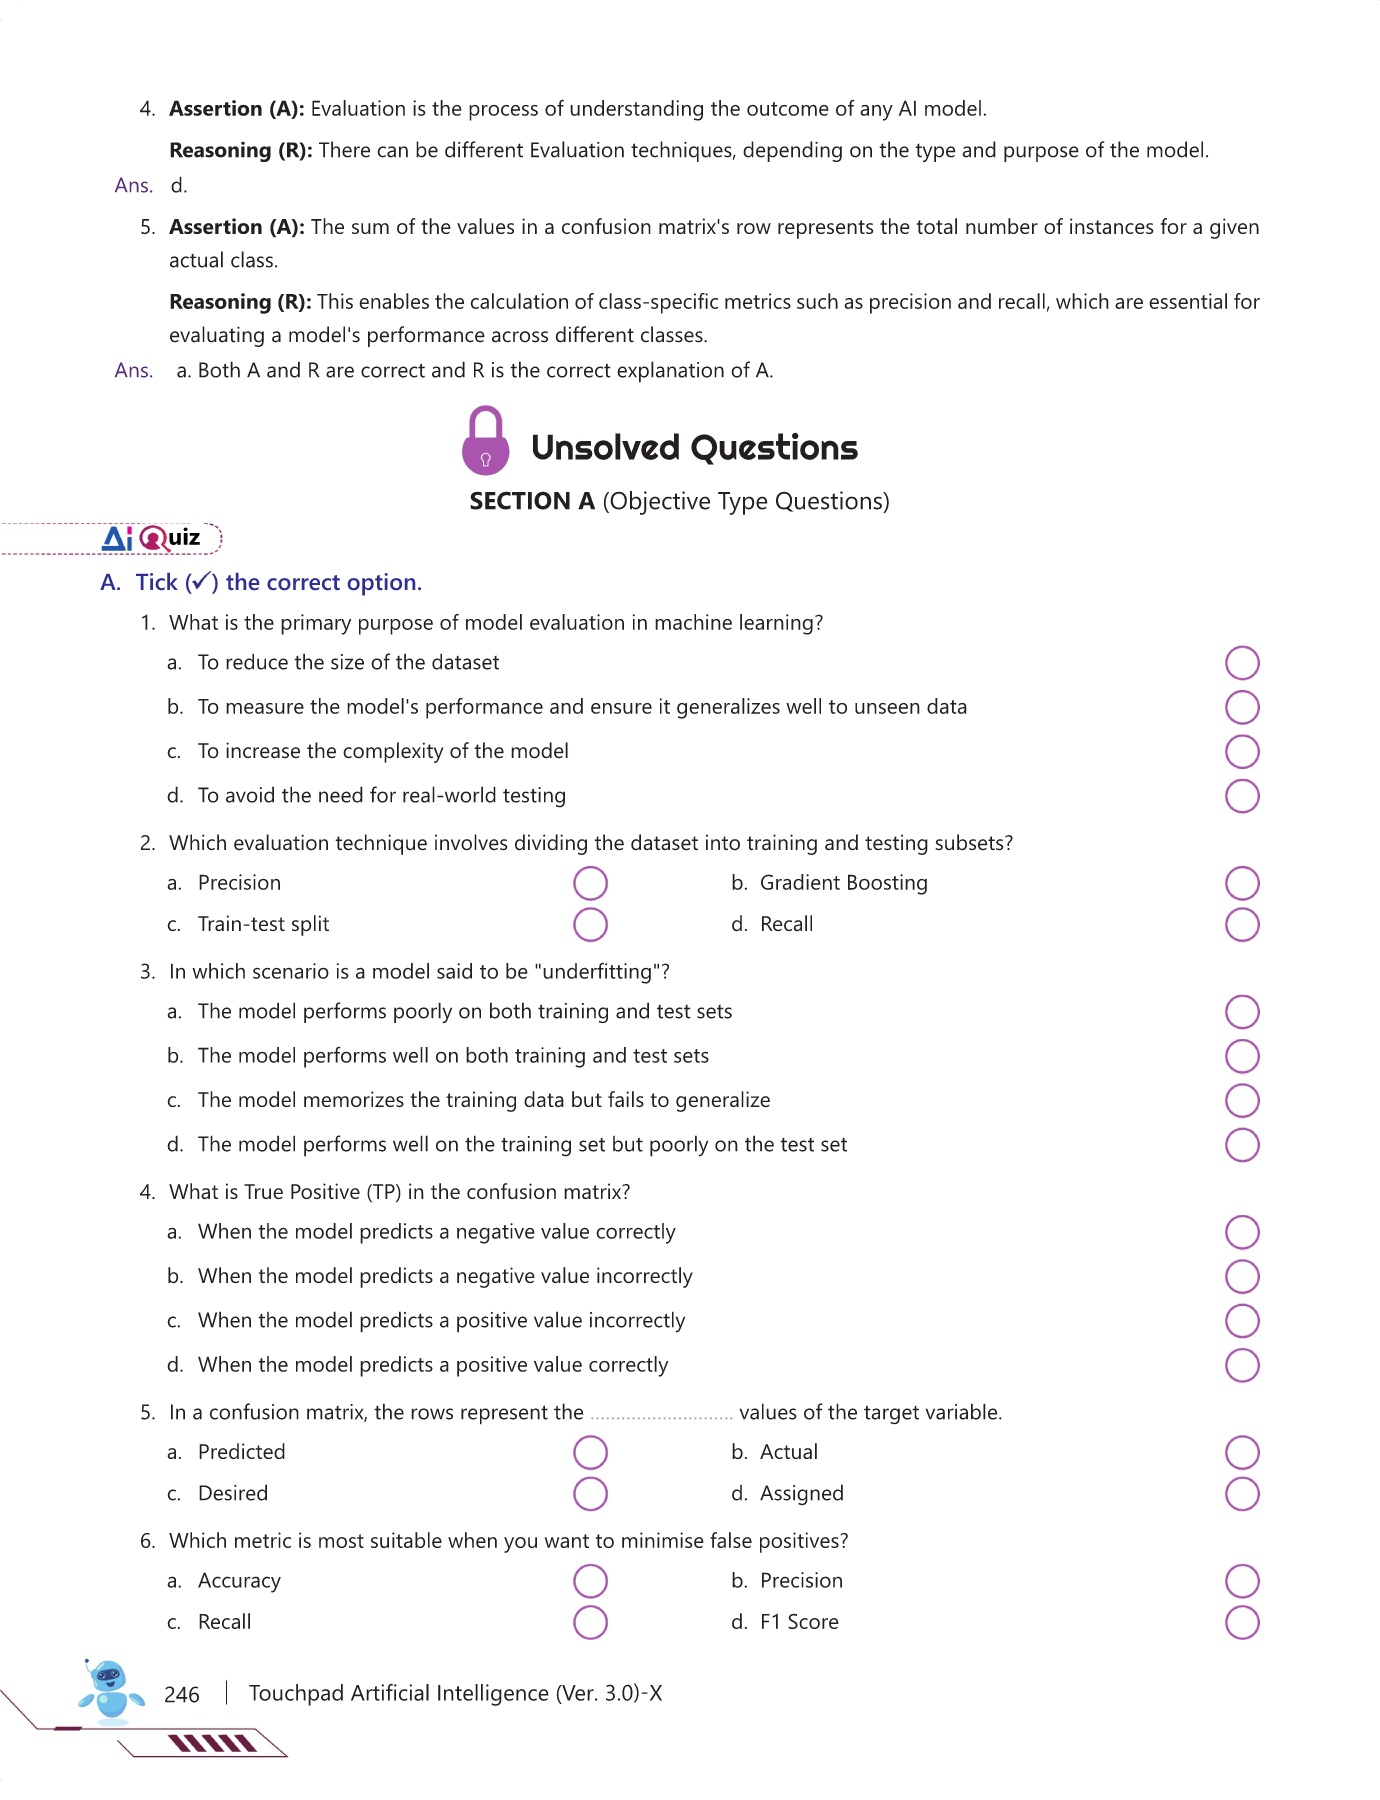 4. Assertion (A): Evaluation is the process of understanding the outcome of any AI model.
Reasoning (R): There can be different Evaluation techniques, depending on the type and purpose of the model.
Ans. d.
5. Assertion (A): The sum of the values in a confusion matrix's row represents the total number of instances for a given
actual class.
Reasoning (R): This enables the calculation of class-specific metrics such as precision and recall, which are essential for
evaluating a model's performance across different classes.
Ans. a. Both A and R are correct and R is the correct explanation of A.
Unsolved Questions
SECTION A (Objective Type Questions)
Ai Quiz
A. Tick (✓) the correct option.
1. What is the primary purpose of model evaluation in machine learning?
a. To reduce the size of the dataset
b. To measure the model's performance and ensure it generalizes well to unseen data
c. To increase the complexity of the model
d. To avoid the need for real-world testing
2. Which evaluation technique involves dividing the dataset into training and testing subsets?
a. Precision b. Gradient Boosting
c. Train-test split d. Recall
3. In which scenario is a model said to be "underfitting"?
a. The model performs poorly on both training and test sets
b. The model performs well on both training and test sets
c. The model memorizes the training data but fails to generalize
d. The model performs well on the training set but poorly on the test set
4. What is True Positive (TP) in the confusion matrix?
a. When the model predicts a negative value correctly
b. When the model predicts a negative value incorrectly
c. When the model predicts a positive value incorrectly
d. When the model predicts a positive value correctly
5. In a confusion matrix, the rows represent the ............................ values of the target variable.
a. Predicted b. Actual
c. Desired d. Assigned
6. Which metric is most suitable when you want to minimise false positives?
a. Accuracy b. Precision
c. Recall d. F1 Score
246 | Touchpad Artificial Intelligence (Ver. 3.0)-X